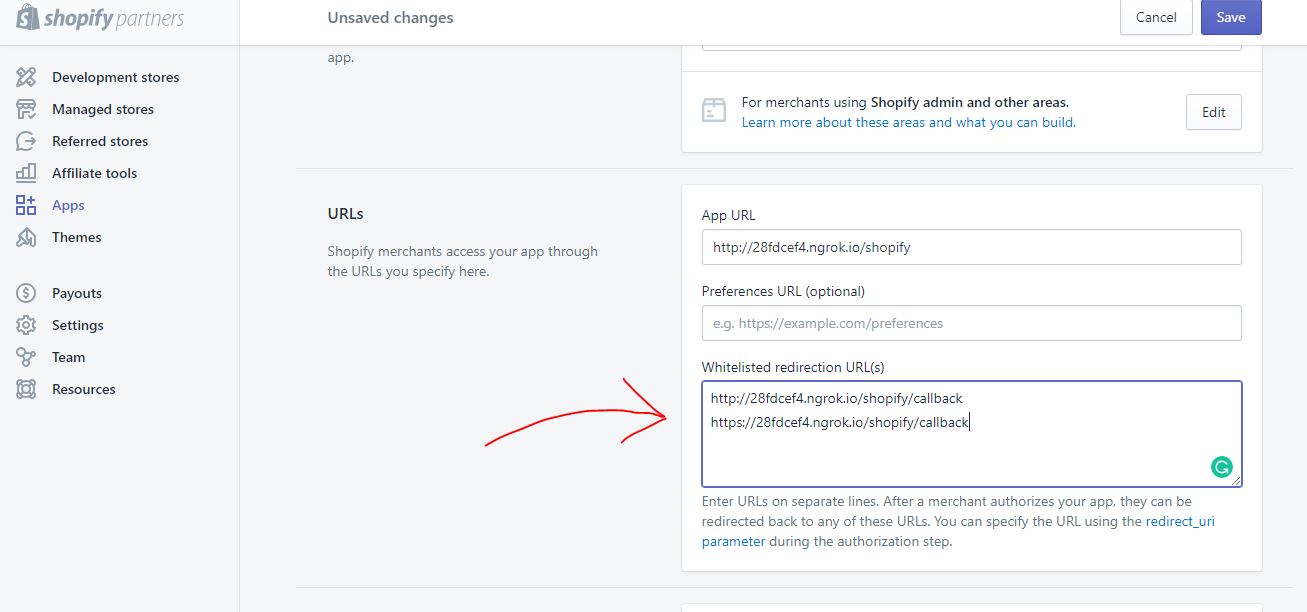 shopify partners
Unsaved changes
Cancel
Save
Development stores
Managed stores
Referred stores
Affiliate tools
Apps
Themes
Payouts
Settings
Team
Resources
app.
For merchants using Shopify admin and other areas.
Learn more about these areas and what you can build.
Edit
URLs
Shopify merchants access your app through
the URLs you specify here.
App URL
http://28fdcef4.ngrok.io/shopify
Preferences URL (optional)
e.g. https://example.com/preferences
Whitelisted redirection URL(s)
http://28fdcef4.ngrok.io/shopify/callback
https://28fdcef4.ngrok.io/shopify/callback
Enter URLs on separate lines. After a merchant authorizes your app, they can be
redirected back to any of these URLs. You can specify the URL using the redirect_uri
parameter during the authorization step.